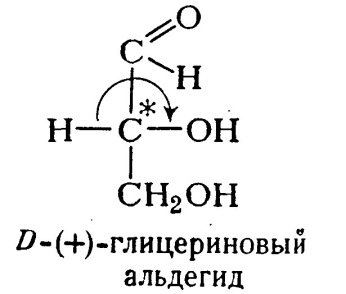 O
C
H
H—C*—OH
CH₂OH
D-(+)-глицериновый
альдегид